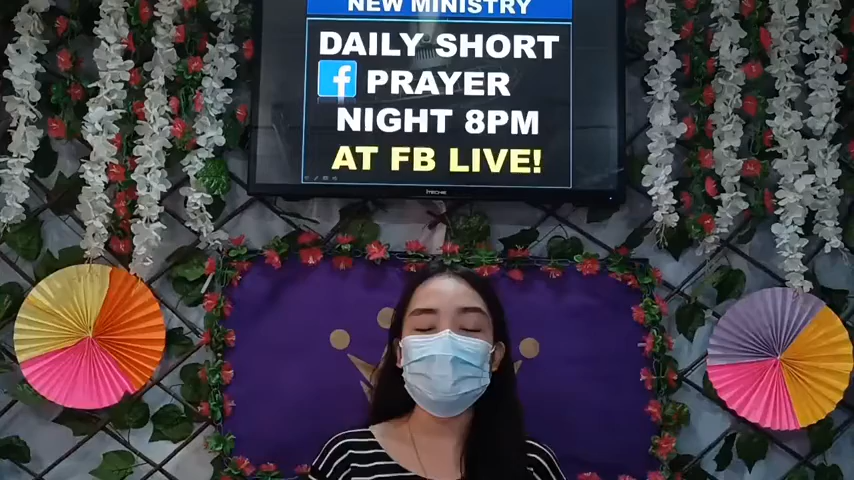 NEW MINISTRY
DAILY SHORT
f PRAYER
NIGHT 8PM
AT FB LIVE!